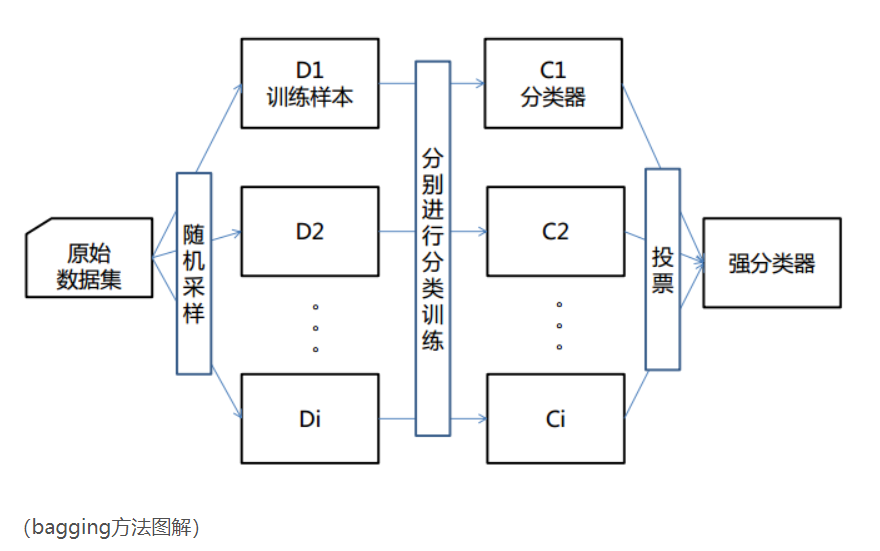 原始
数据集
随机采样
D1
训练样本
D2
。
。
。
Di
分别进行分类训练
C1
分类器
C2
。
。
。
Ci
投票
强分类器
（bagging方法图解）